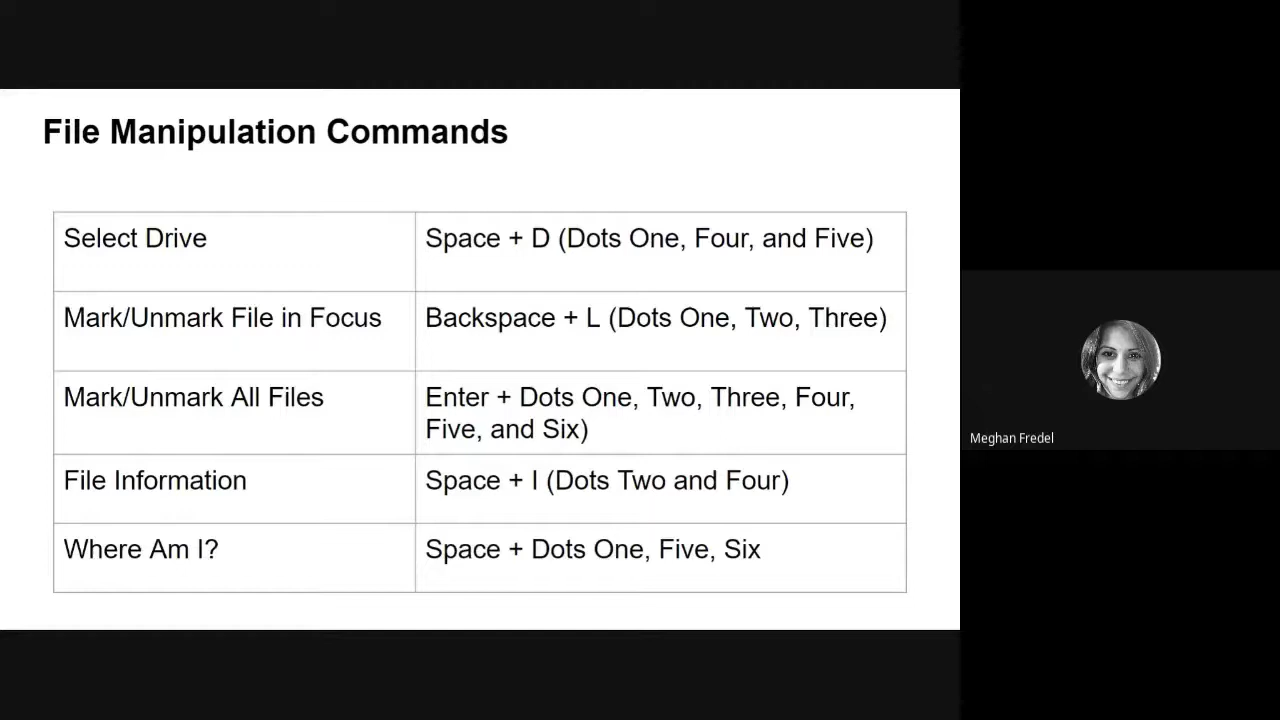 File Manipulation Commands
Select Drive
Space + D (Dots One, Four, and Five)
Mark/Unmark File in Focus
Backspace + L (Dots One, Two, Three)
Mark/Unmark All Files
Enter + Dots One, Two, Three, Four,
Five, and Six)
File Information
Space + I (Dots Two and Four)
Where Am I?
Space + Dots One, Five, Six
Meghan Fredel